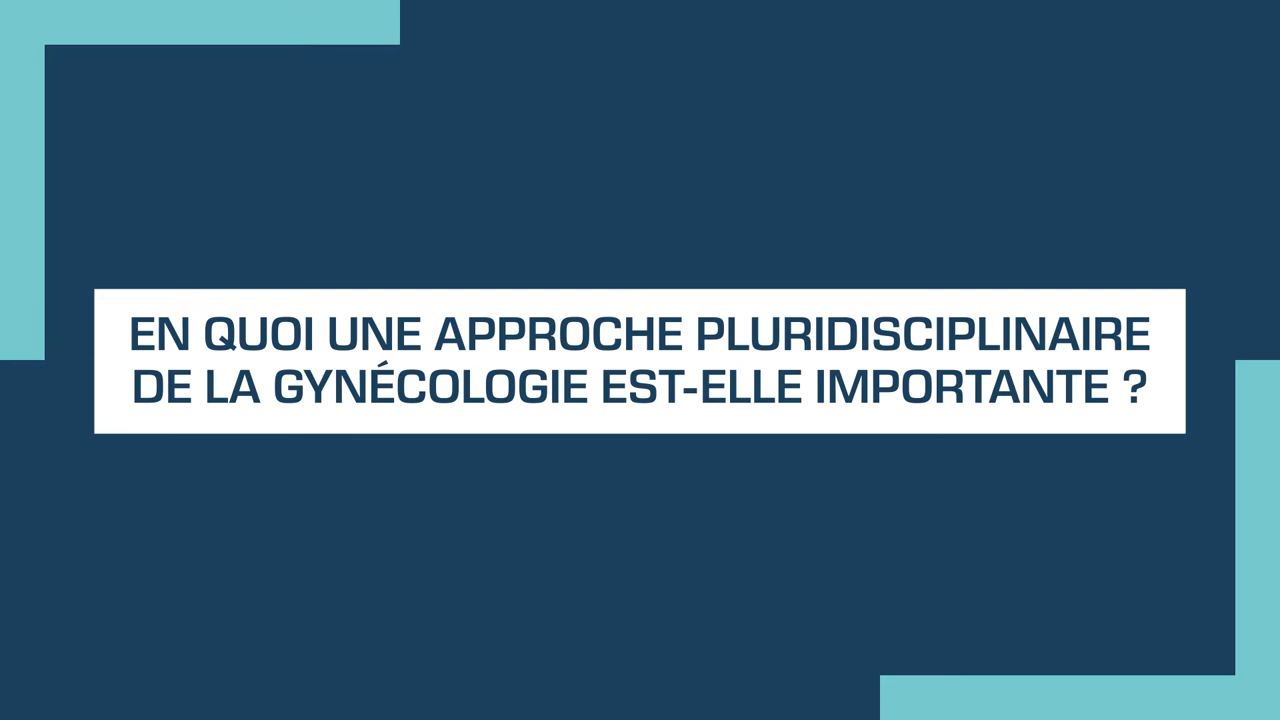 EN QUOI UNE APPROCHE PLURIDISCIPLINAIRE
DE LA GYNÉCOLOGIE EST-ELLE IMPORTANTE ?